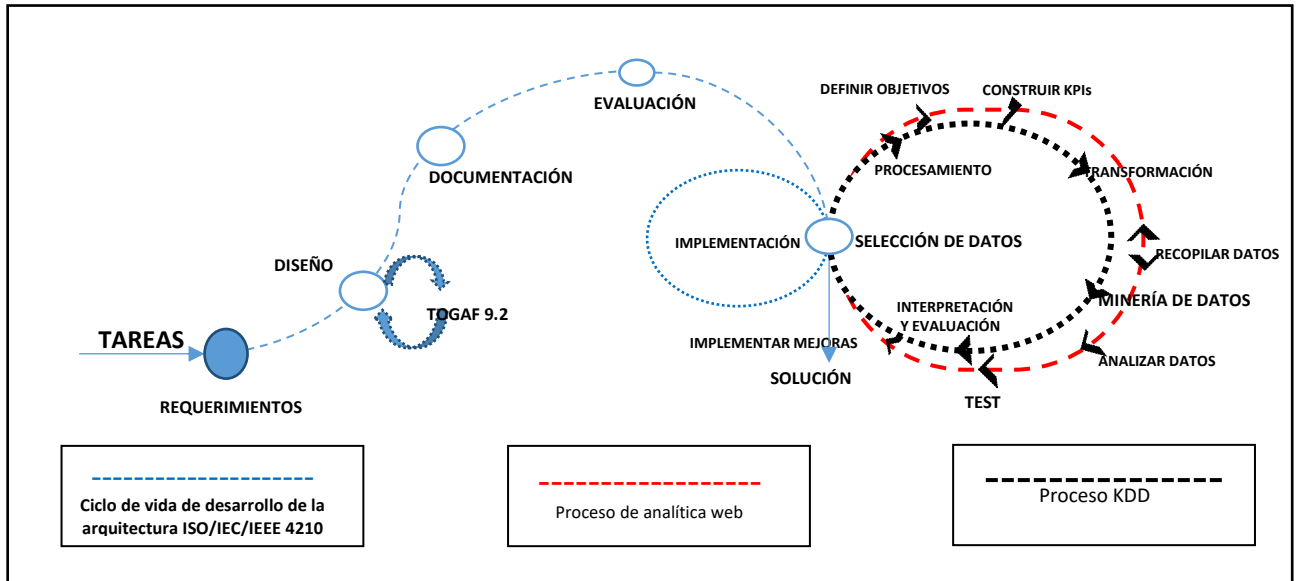 DEFINIR OBJETIVOS
CONSTRUIR KPIs
EVALUACIÓN
DOCUMENTACIÓN
PROCESAMIENTO
TRANSFORMACIÓN
IMPLEMENTACIÓN
SELECCIÓN DE DATOS
RECOPILAR DATOS
DISEÑO
MINERÍA DE DATOS
TOGAF 9.2
INTERPRETACIÓN
Y EVALUACIÓN
TAREAS
IMPLEMENTAR MEJORAS
ANALIZAR DATOS
SOLUCIÓN
REQUERIMIENTOS
TEST
Ciclo de vida de desarrollo de la
arquitectura ISO/IEC/IEEE 4210
Proceso de analítica web
Proceso KDD